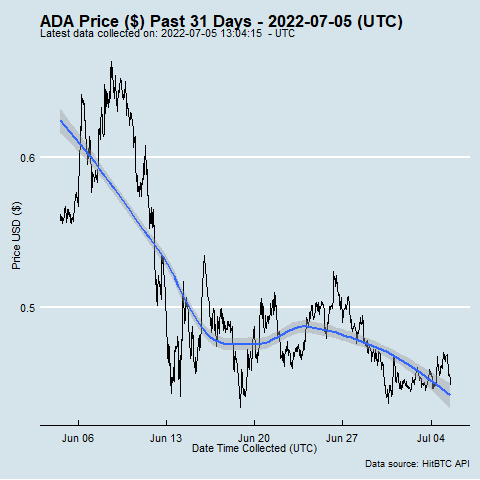 ADA Price ($) Past 31 Days - 2022-07-05 (UTC)
Latest data collected on: 2022-07-05 13:04:15 - UTC
0.6
0.5
Price USD ($)
Jun 06 Jun 13 Jun 20 Jun 27 Jul 04
Date Time Collected (UTC)
Data source: HitBTC API